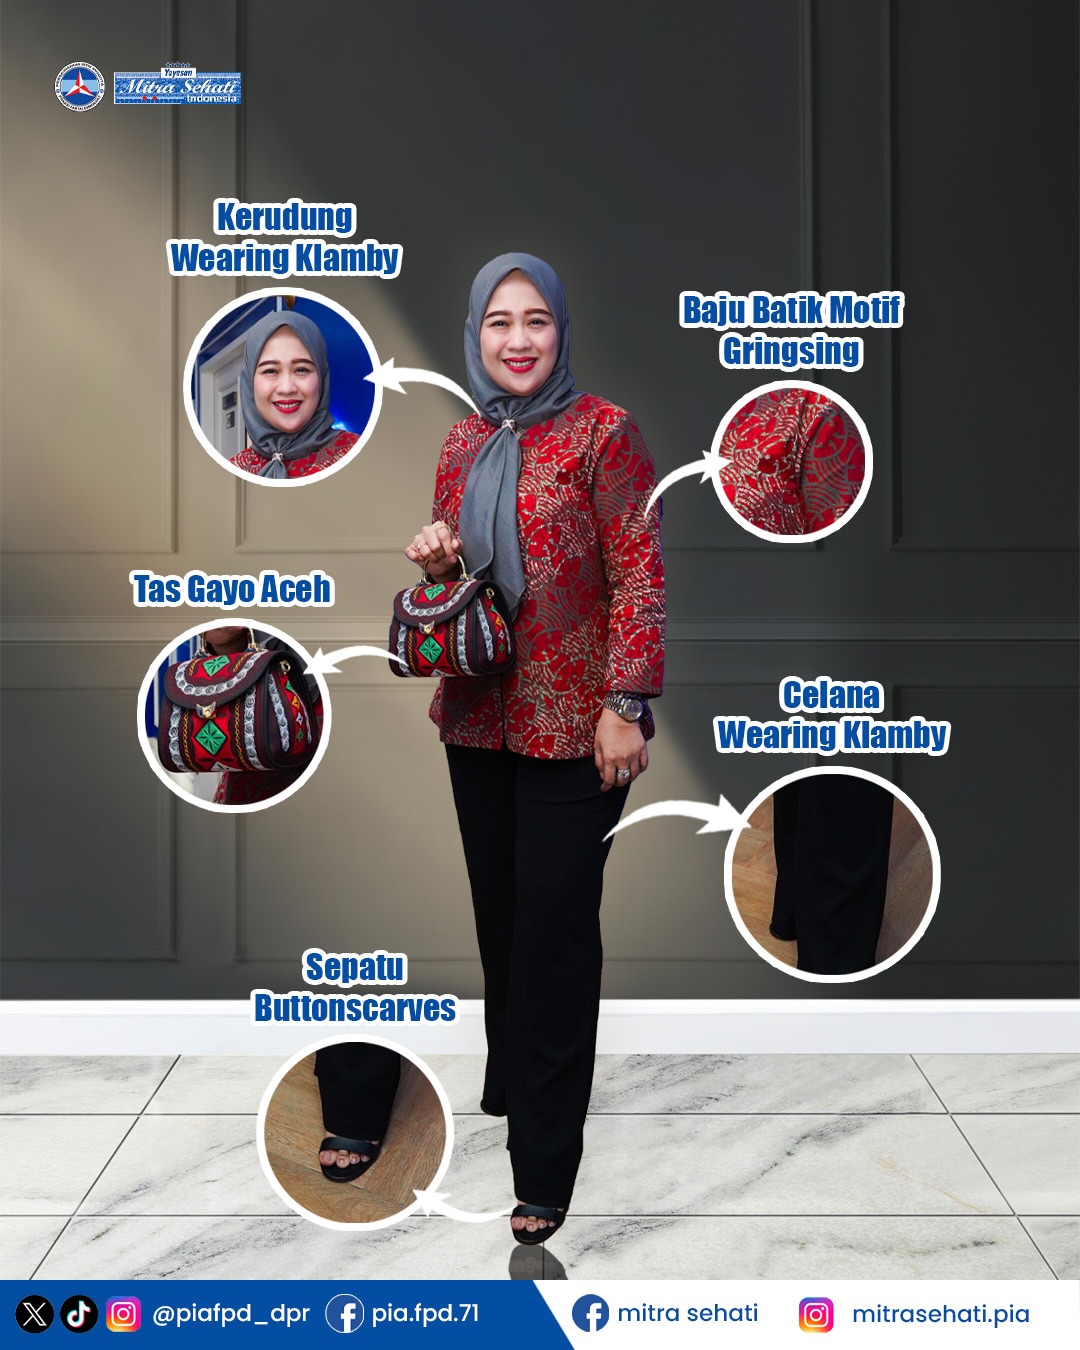 Yayasan
Mitra Sehati
Indonesia
Kerudung
Wearing Klamby
Baju Batik Motif
Gringsing
Tas Gayo Aceh
Celana
Wearing Klamby
Sepatu
Buttonscarves
@piafpd_dpr
pia.fpd.71
mitra sehati
mitrasehati.pia